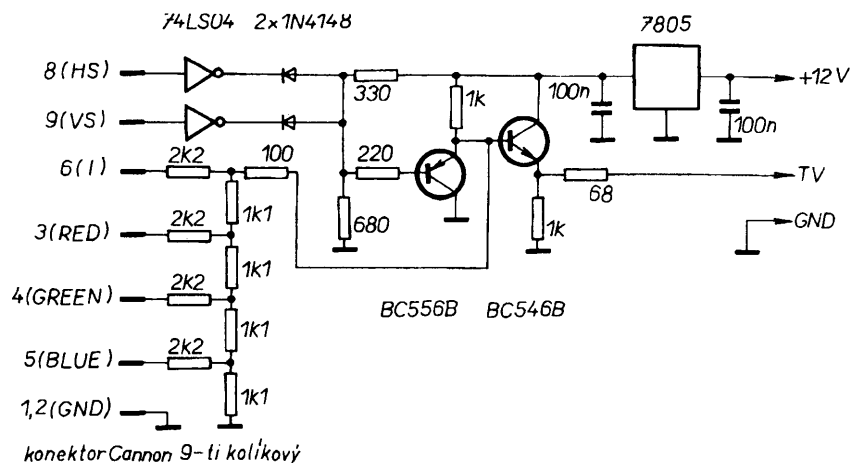 74LS04 2x1N4148
7805
8(HS)
330
1k
100n
+12V
9(VS)
100n
6(I)
2k2
100
220
TV
68
1k1
680
1k
GND
3(RED)
2k2
1k1
4(GREEN)
2k2
BC556B BC546B
1k1
5(BLUE)
2k2
1k1
1,2(GND)
konektor Cannon 9-ti kolíkový